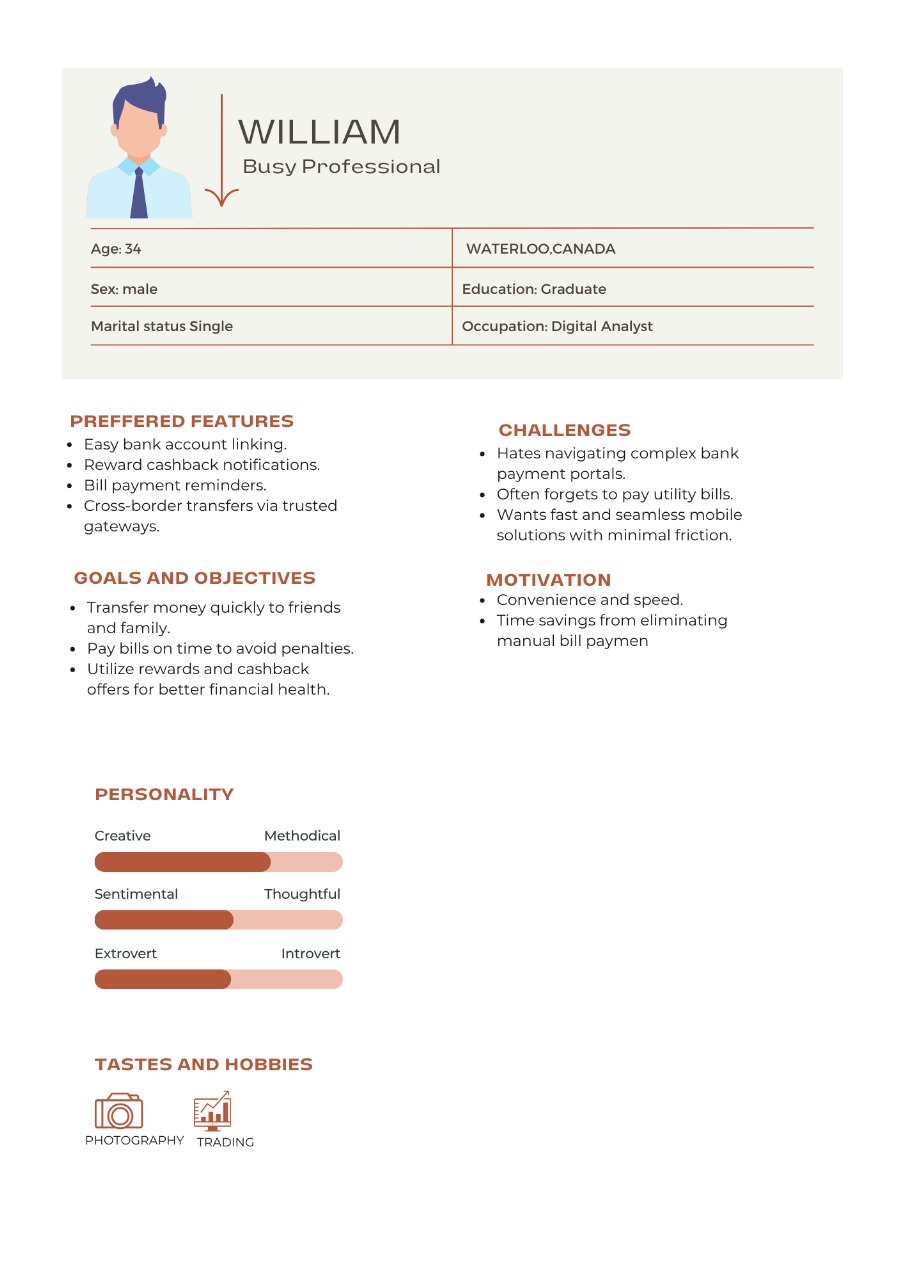 WILLIAM
Busy Professional
Age: 34
WATERLOO,CANADA
Sex: male
Education: Graduate
Marital status Single
Occupation: Digital Analyst
PREFFERED FEATURES
• Easy bank account linking.
• Reward cashback notifications.
• Bill payment reminders.
• Cross-border transfers via trusted
gateways.
CHALLENGES
• Hates navigating complex bank
payment portals.
• Often forgets to pay utility bills.
• Wants fast and seamless mobile
solutions with minimal friction.
GOALS AND OBJECTIVES
• Transfer money quickly to friends
and family.
• Pay bills on time to avoid penalties.
• Utilize rewards and cashback
offers for better financial health.
MOTIVATION
• Convenience and speed.
• Time savings from eliminating
manual bill paymen
PERSONALITY
Creative Methodical
Sentimental Thoughtful
Extrovert Introvert
TASTES AND HOBBIES
PHOTOGRAPHY TRADING